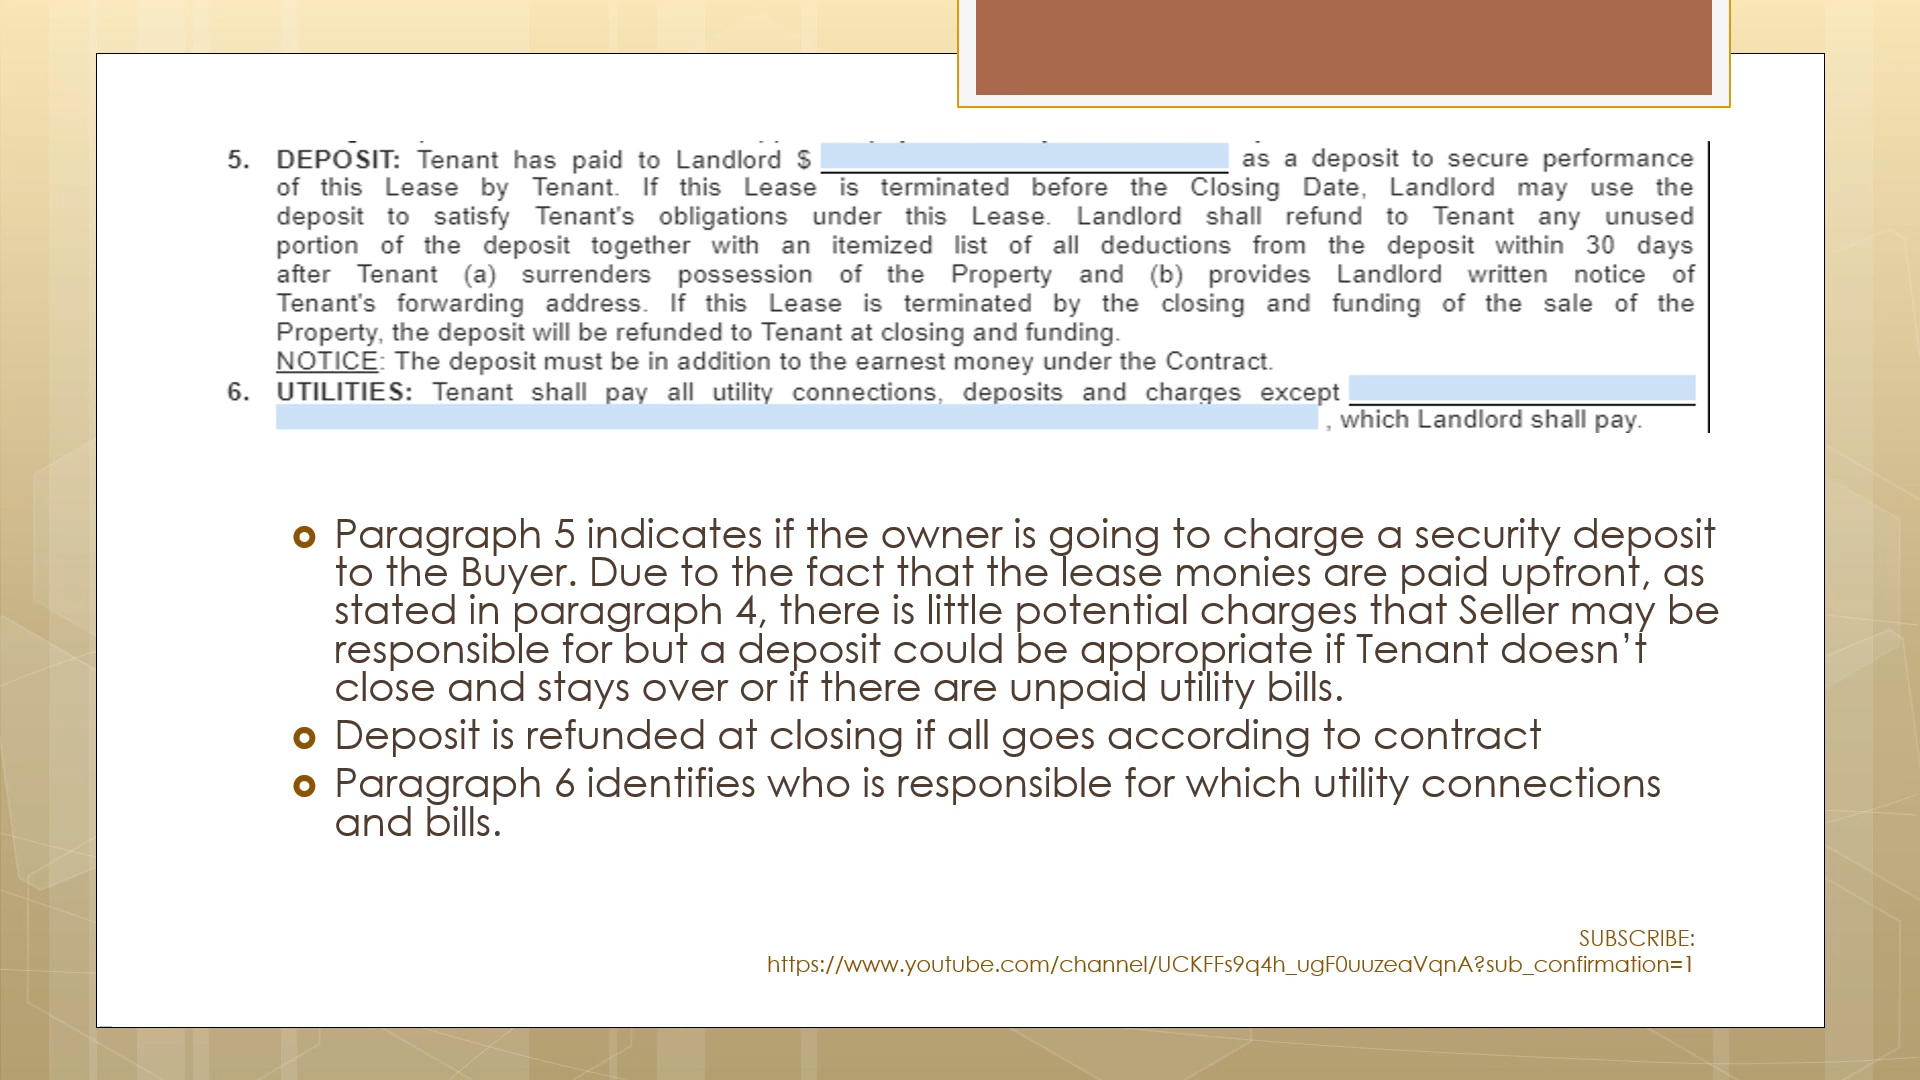 5. DEPOSIT: Tenant has paid to Landlord $ as a deposit to secure performance
of this Lease by Tenant. If this Lease is terminated before the Closing Date, Landlord may use the
deposit to satisfy Tenant's obligations under this Lease. Landlord shall refund to Tenant any unused
portion of the deposit together with an itemized list of all deductions from the deposit within 30 days
after Tenant (a) surrenders possession of the Property and (b) provides Landlord written notice of
Tenant's forwarding address. If this Lease is terminated by the closing and funding of the sale of the
Property, the deposit will be refunded to Tenant at closing and funding.
NOTICE: The deposit must be in addition to the earnest money under the Contract.
6. UTILITIES: Tenant shall pay all utility connections, deposits and charges except
, which Landlord shall pay.
Paragraph 5 indicates if the owner is going to charge a security deposit
to the Buyer. Due to the fact that the lease monies are paid upfront, as
stated in paragraph 4, there is little potential charges that Seller may be
responsible for but a deposit could be appropriate if Tenant doesn’t
close and stays over or if there are unpaid utility bills.
Deposit is refunded at closing if all goes according to contract
Paragraph 6 identifies who is responsible for which utility connections
and bills.
SUBSCRIBE:
https://www.youtube.com/channel/UCKFFs9q4h_ugF0uuzeaVqnA?sub_confirmation=1